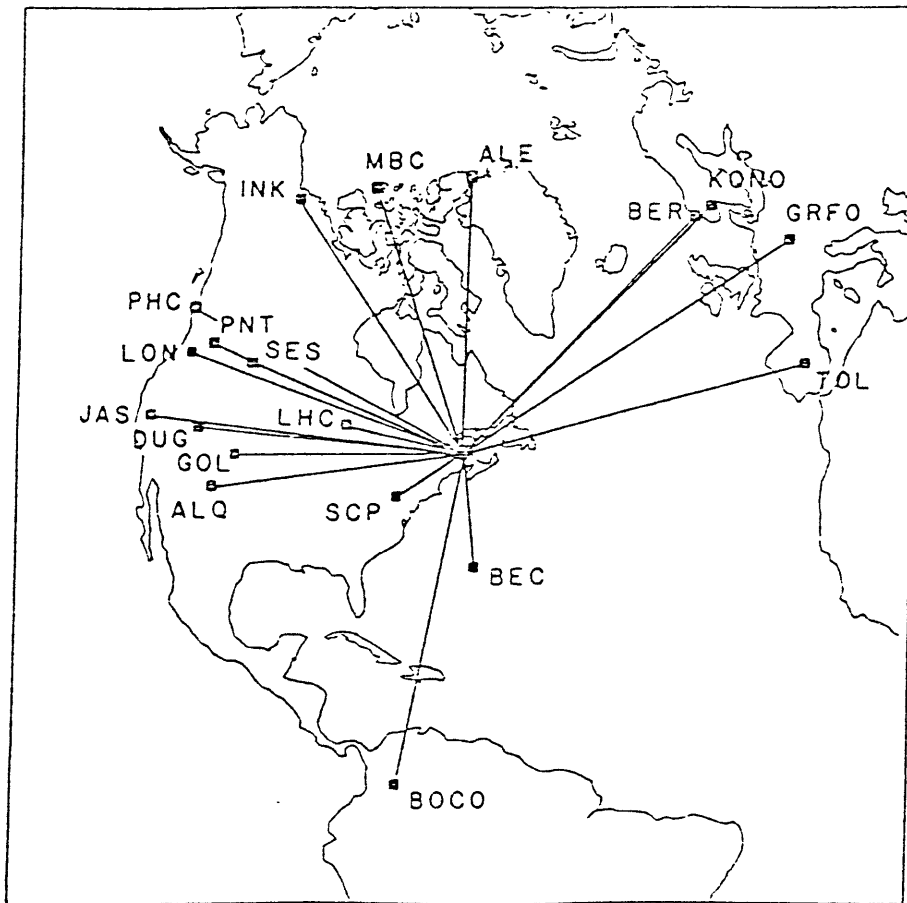 ALE
MBC
KONO
INK
BER
GRFO
PHC
PNT
LON
SES
TOL
JAS
LHC
DUG
GOL
ALQ
SCP
BEC
BOCO